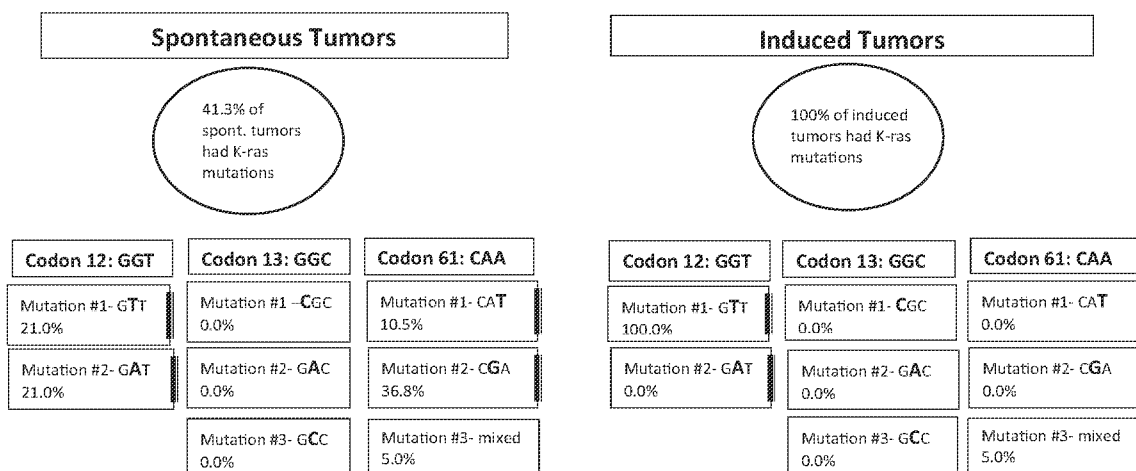 Spontaneous Tumors
41.3% of
spont. tumors
had K-ras
mutations
Codon 12: GGT
Mutation #1- GTT
21.0%
Mutation #2- GAT
21.0%
Codon 13: GGC
Mutation #1 –CGC
0.0%
Mutation #2- GAC
0.0%
Mutation #3- GCC
0.0%
Codon 61: CAA
Mutation #1- CAT
10.5%
Mutation #2- CGA
36.8%
Mutation #3- mixed
5.0%
Induced Tumors
100% of induced
tumors had K-ras
mutations
Codon 12: GGT
Mutation #1- GTT
100.0%
Mutation #2- GAT
0.0%
Codon 13: GGC
Mutation #1- CGC
0.0%
Mutation #2- GAC
0.0%
Mutation #3- GCC
0.0%
Codon 61: CAA
Mutation #1- CAT
0.0%
Mutation #2- CGA
0.0%
Mutation #3- mixed
5.0%